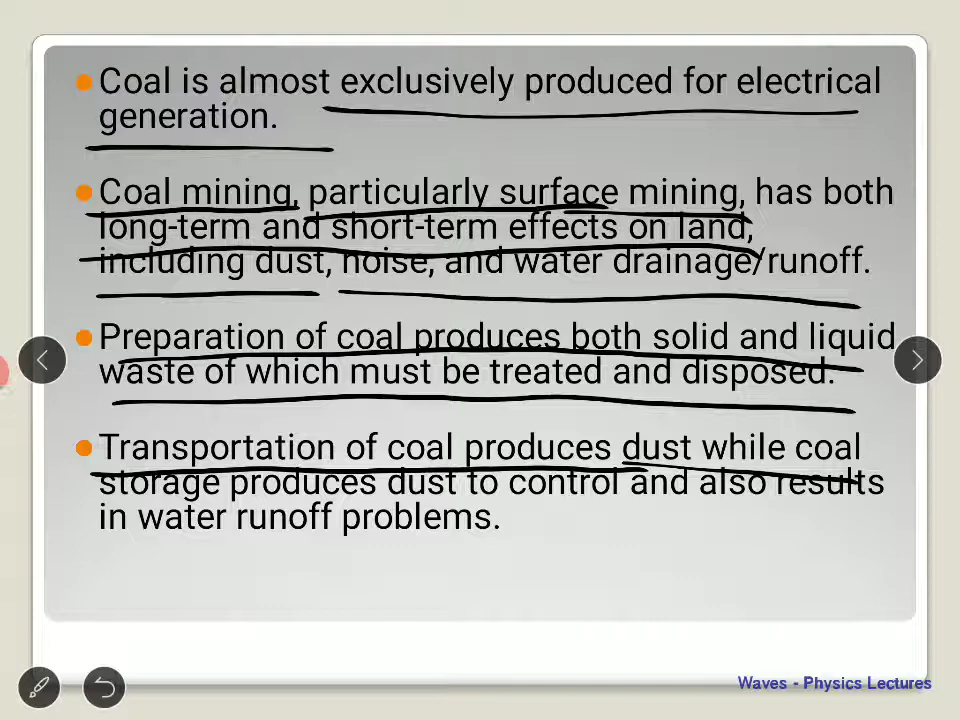 Coal is almost exclusively produced for electrical
generation.
Coal mining, particularly surface mining, has both
long-term and short-term effects on land,
including dust, noise, and water drainage/runoff.
Preparation of coal produces both solid and liquid
waste of which must be treated and disposed.
Transportation of coal produces dust while coal
storage produces dust to control and also results
in water runoff problems.
Waves - Physics Lectures